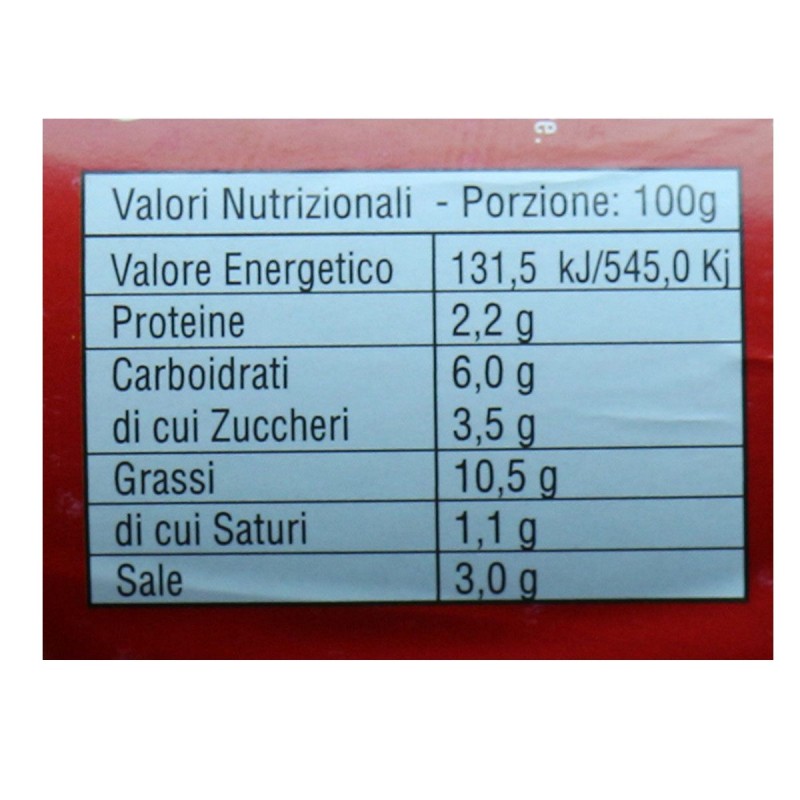 e.
Valori Nutrizionali - Porzione: 100g
Valore Energetico 131,5 kJ/545,0 Kj
Proteine 2,2 g
Carboidrati 6,0 g
di cui Zuccheri 3,5 g
Grassi 10,5 g
di cui Saturi 1,1 g
Sale 3,0 g